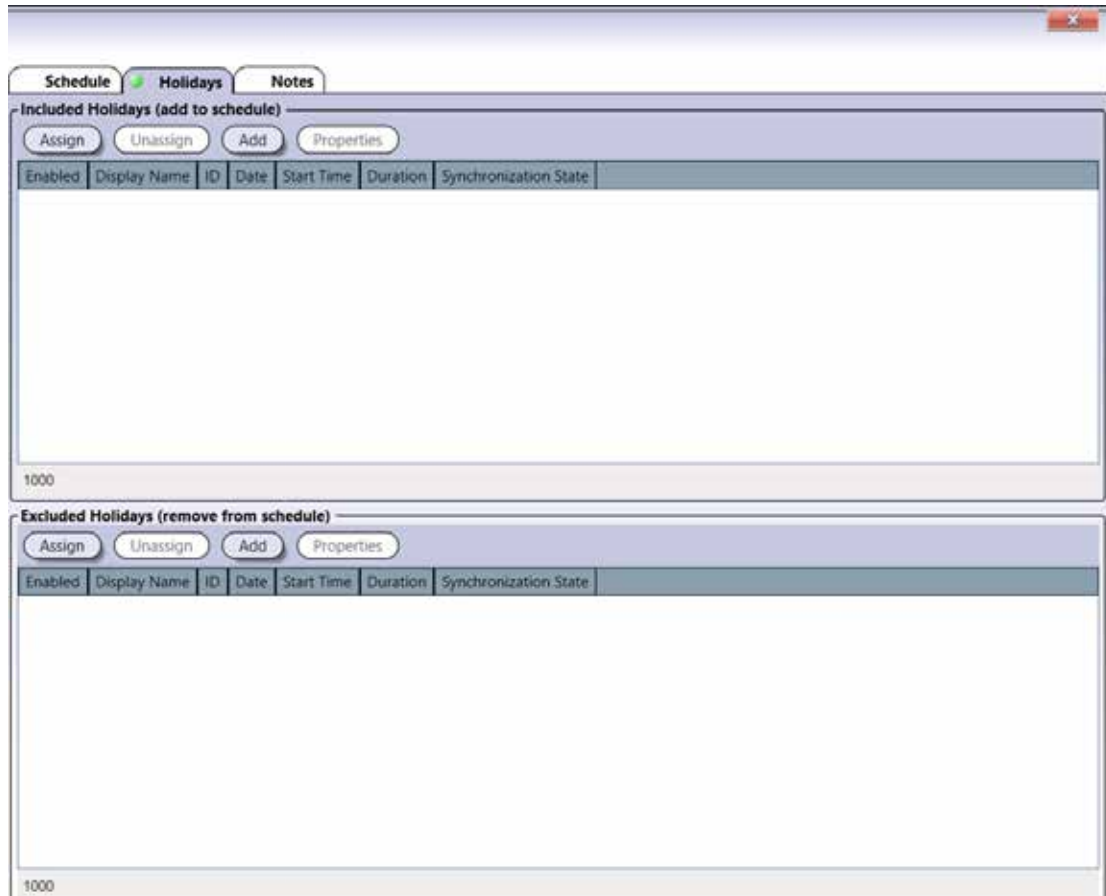 Schedule Holidays Notes
Included Holidays (add to schedule)
Assign Unassign Add Properties
Enabled Display Name ID Date Start Time Duration Synchronization State
1000
Excluded Holidays (remove from schedule)
Assign Unassign Add Properties
Enabled Display Name ID Date Start Time Duration Synchronization State
1000